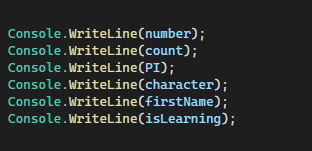 Console.WriteLine(number);
Console.WriteLine(count);
Console.WriteLine(PI);
Console.WriteLine(character);
Console.WriteLine(firstName);
Console.WriteLine(isLearning);